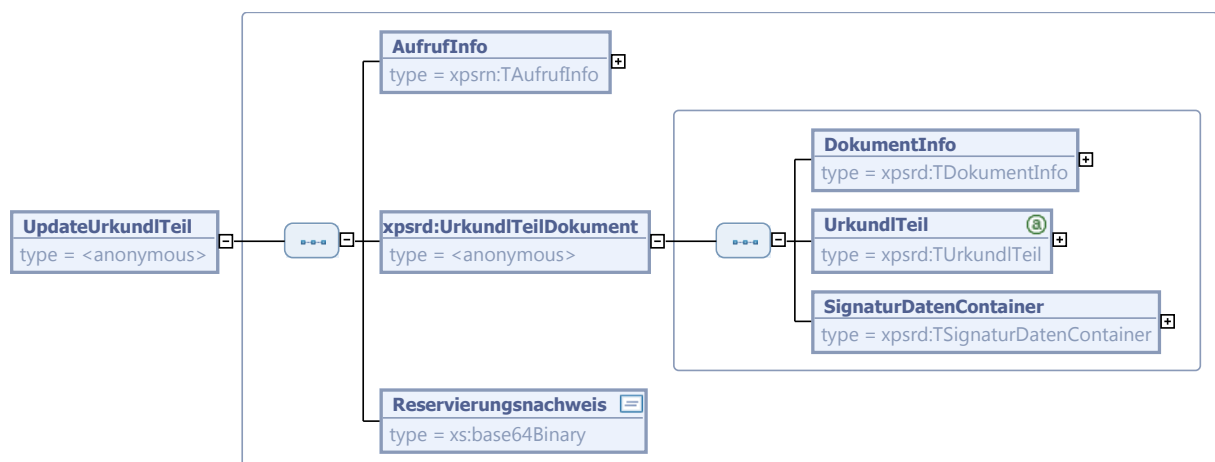 AufrufInfo
type = xpsrn:TAufrufInfo
DokumentInfo
type = xpsrd:TDokumentInfo
UpdateUrkundlTeil
type = <anonymous>
xpsrd:UrkundlTeilDokument
type = <anonymous>
UrkundlTeil
a
type = xpsrd:TUrkundlTeil
SignaturDatenContainer
type = xpsrd:TSignaturDatenContainer
Reservierungsnachweis
type = xs:base64Binary